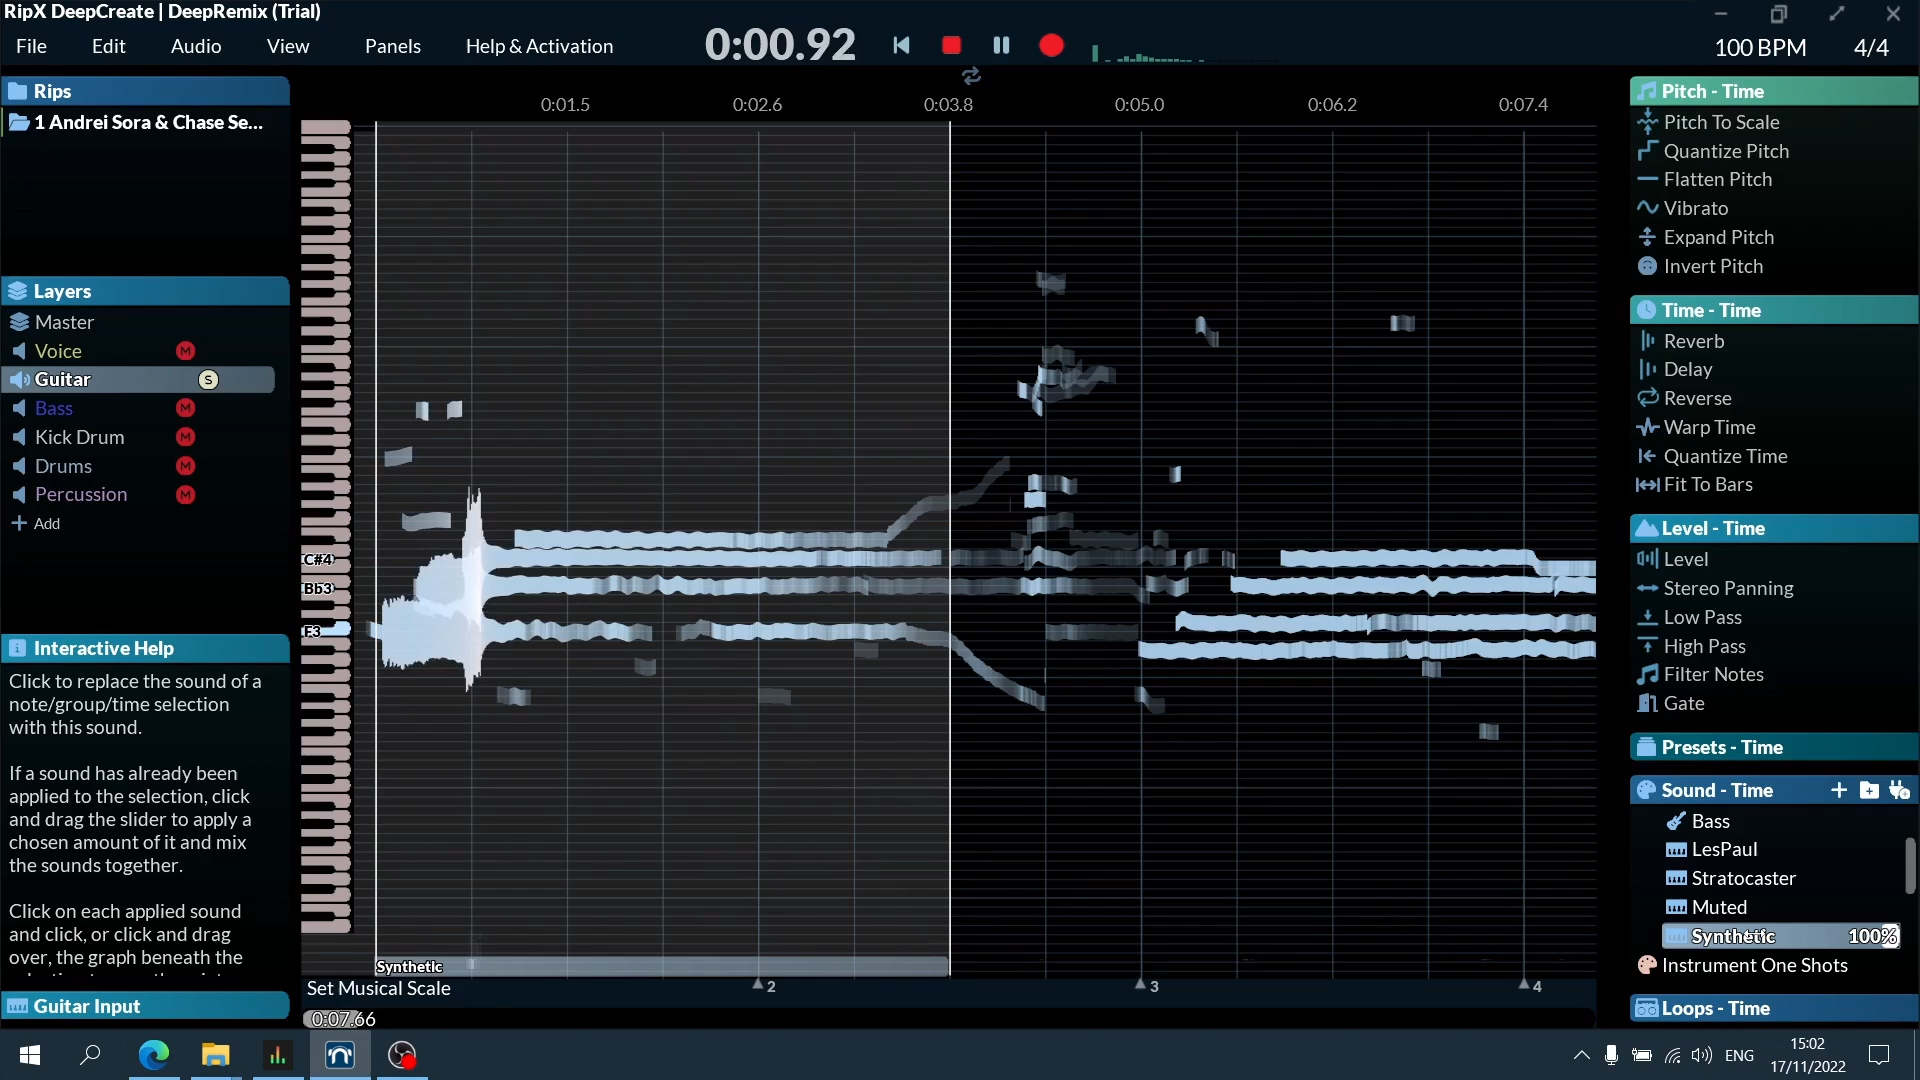 RipX DeepCreate | DeepRemix (Trial)
File Edit Audio View Panels Help & Activation
0:00.92
100 BPM 4/4
Rips
1 Andrei Sora & Chase Se...
Layers
Master
Voice M
Guitar S
Bass M
Kick Drum M
Drums M
Percussion M
Add
Interactive Help
Click to replace the sound of a
note/group/time selection
with this sound.
If a sound has already been
applied to the selection, click
and drag the slider to apply a
chosen amount of it and mix
the sounds together.
Click on each applied sound
and click, or click and drag
over, the graph beneath the
Guitar Input
0:01.5 0:02.6 0:03.8 0:05.0 0:06.2 0:07.4
C#4
Bb3
F3
Synthetic
Set Musical Scale
2 3 4
0:07.66
Pitch - Time
Pitch To Scale
Quantize Pitch
Flatten Pitch
Vibrato
Expand Pitch
Invert Pitch
Time - Time
Reverb
Delay
Reverse
Warp Time
Quantize Time
Fit To Bars
Level - Time
Level
Stereo Panning
Low Pass
High Pass
Filter Notes
Gate
Presets - Time
Sound - Time
Bass
LesPaul
Stratocaster
Muted
Synthetic 100%
Instrument One Shots
Loops - Time
ENG
15:02
17/11/2022